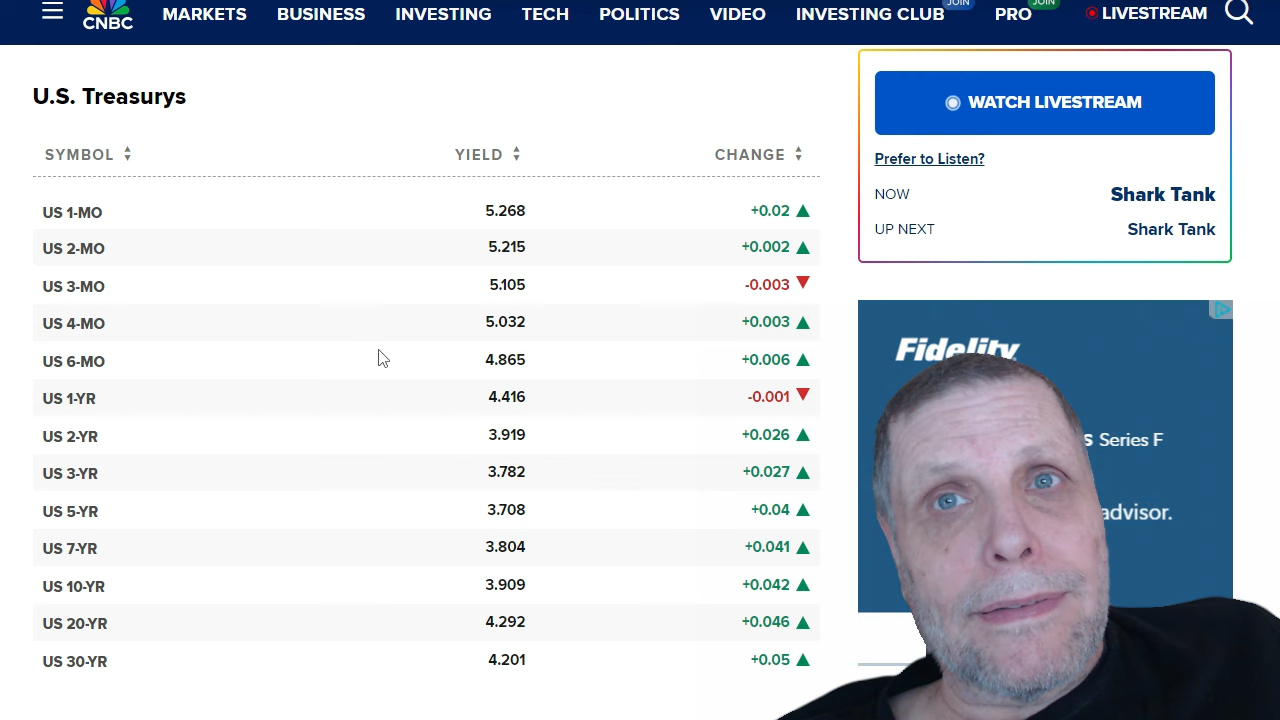 CNBC MARKETS BUSINESS INVESTING TECH POLITICS VIDEO INVESTING CLUB JOIN PRO JOIN LIVESTREAM
U.S. Treasurys
SYMBOL YIELD CHANGE
US 1-MO 5.268 +0.02
US 2-MO 5.215 +0.002
US 3-MO 5.105 -0.003
US 4-MO 5.032 +0.003
US 6-MO 4.865 +0.006
US 1-YR 4.416 -0.001
US 2-YR 3.919 +0.026
US 3-YR 3.782 +0.027
US 5-YR 3.708 +0.04
US 7-YR 3.804 +0.041
US 10-YR 3.909 +0.042
US 20-YR 4.292 +0.046
US 30-YR 4.201 +0.05
WATCH LIVESTREAM
Prefer to Listen?
NOW Shark Tank
UP NEXT Shark Tank
Fidelity
Series F
advisor.